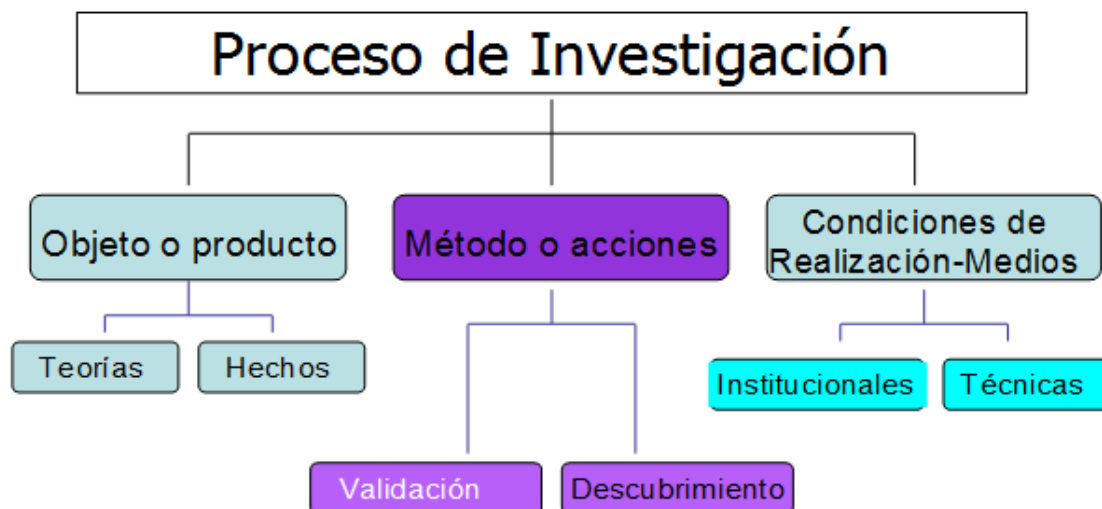 Proceso de Investigación
Objeto o producto
Método o acciones
Condiciones de
Realización-Medios
Teorías
Hechos
Institucionales
Técnicas
Validación
Descubrimiento